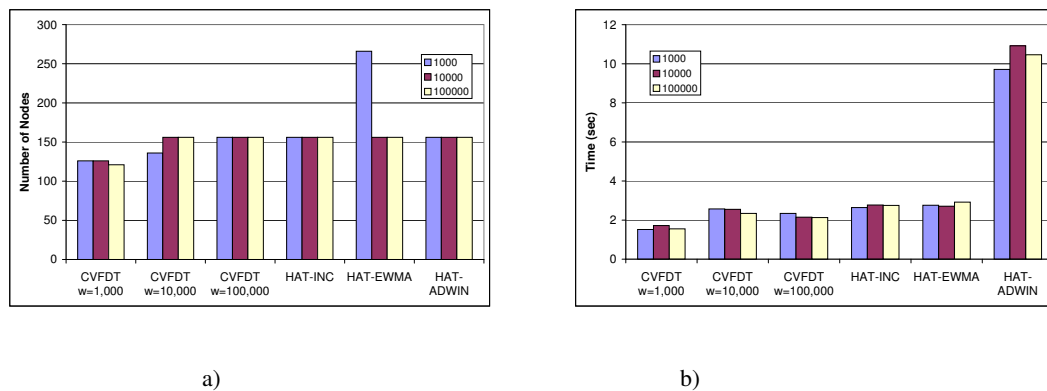 300
250
200
150
100
50
0
Number of Nodes
1000
10000
100000
CVFDT w=1,000
CVFDT w=10,000
CVFDT w=100,000
HAT-INC
HAT-EWMA
HAT-ADWIN
a)
12
10
8
6
4
2
0
Time (sec)
1000
10000
100000
CVFDT w=1,000
CVFDT w=10,000
CVFDT w=100,000
HAT-INC
HAT-EWMA
HAT-ADWIN
b)